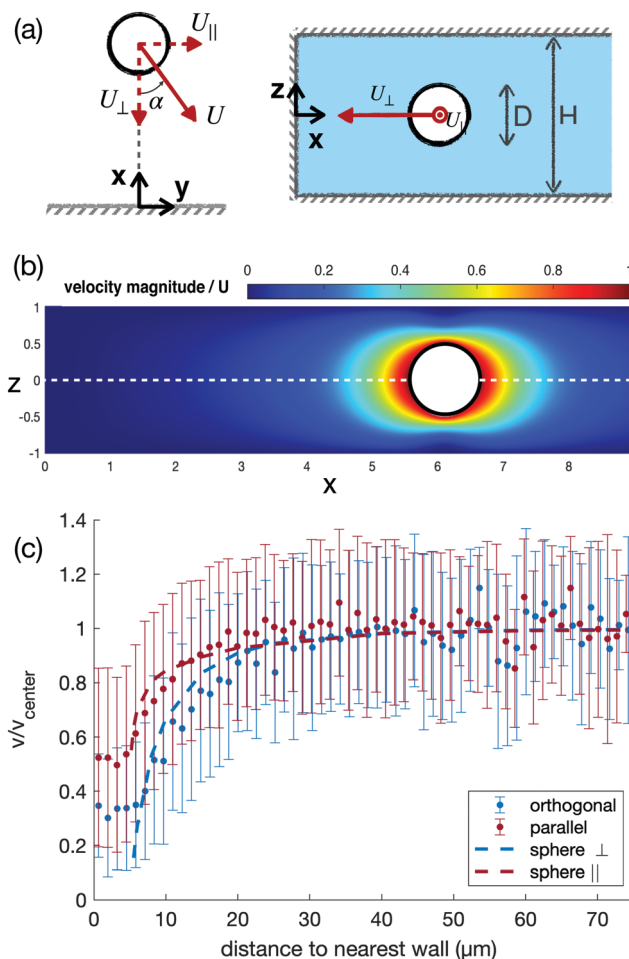 (a)
U||
U⊥
α
U
x
y
z
x
U⊥
U||
D
H
(b)
velocity magnitude / U
0 0.2 0.4 0.6 0.8 1
1
0.5
z 0
-0.5
-1
0 1 2 3 4 5 6 7 8
x
(c)
1.4
1.2
1
0.8
0.6
0.4
0.2
0
v/vcenter
0 10 20 30 40 50 60 70
distance to nearest wall (μm)
orthogonal
parallel
sphere ⊥
sphere ||